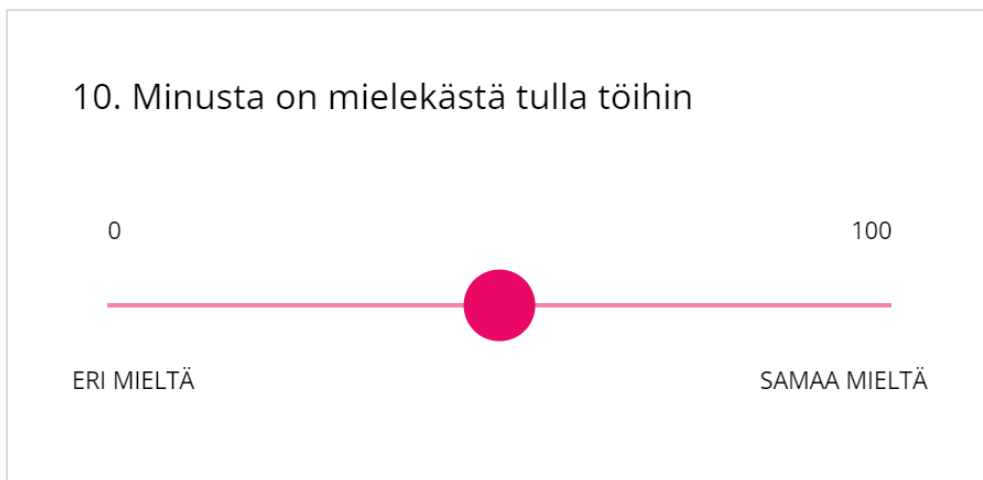 10. Minusta on mielekästä tulla töihin
0 100
ERI MIELTÄ SAMAA MIELTÄ